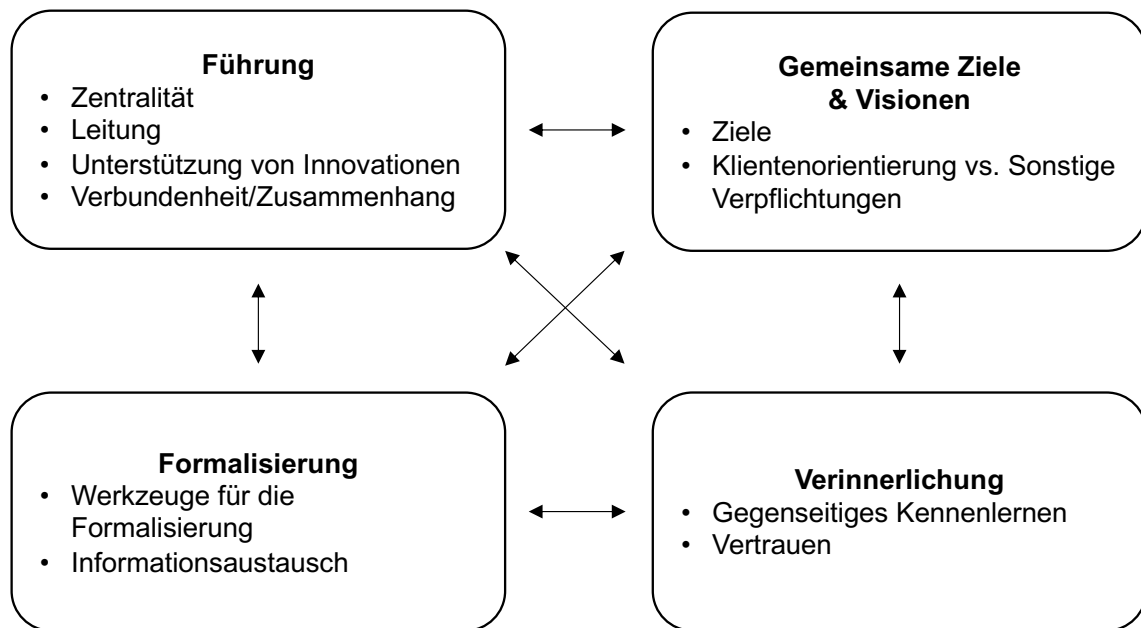 Führung
• Zentralität
• Leitung
• Unterstützung von Innovationen
• Verbundenheit/Zusammenhang
Gemeinsame Ziele
& Visionen
• Ziele
• Klientenorientierung vs. Sonstige
Verpflichtungen
Formalisierung
• Werkzeuge für die
Formalisierung
• Informationsaustausch
Verinnerlichung
• Gegenseitiges Kennenlernen
• Vertrauen